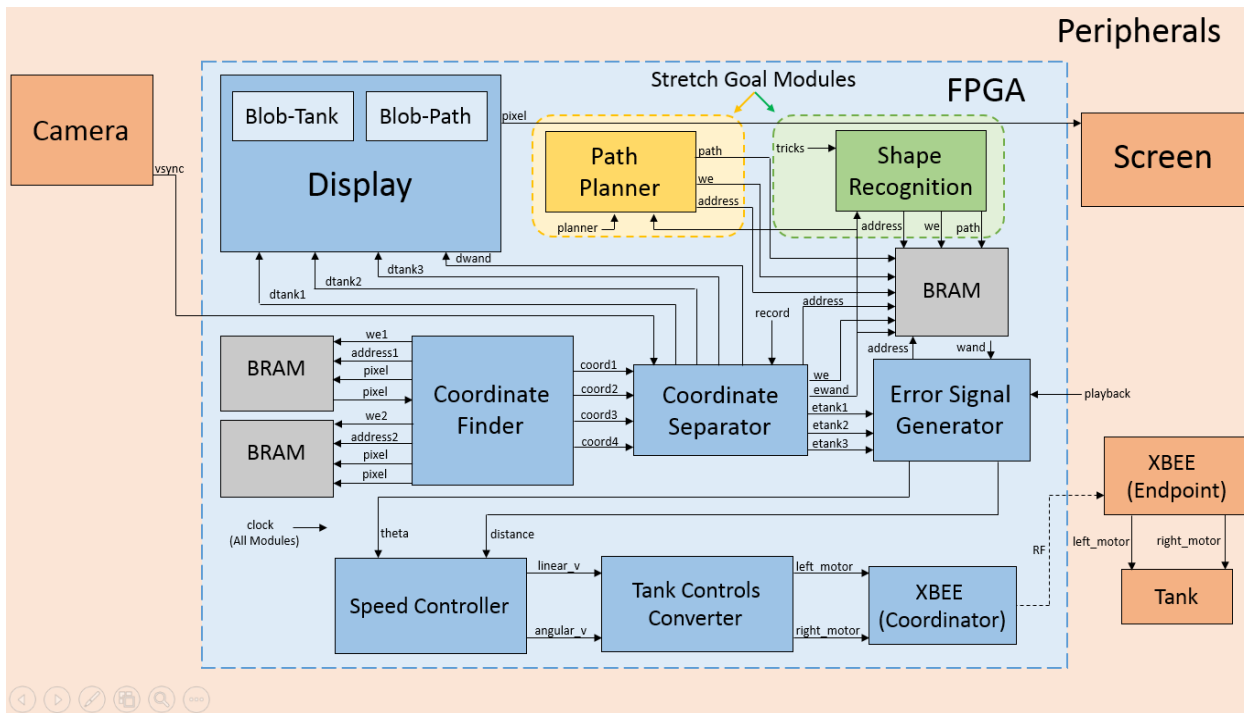 Peripherals
Stretch Goal Modules
FPGA
Camera
vsync
Blob-Tank
Blob-Path
Display
pixel
Path
Planner
path
we
address
planner
tricks
Shape
Recognition
address
we
path
Screen
dtank1
dtank2
dtank3
dwand
BRAM
we1
address1
pixel
pixel
BRAM
we2
address2
pixel
pixel
Coordinate
Finder
coord1
coord2
coord3
coord4
record
Coordinate
Separator
address
we
ewand
etank1
etank2
etank3
BRAM
address
wand
Error Signal
Generator
playback
clock
(All Modules)
theta
distance
Speed Controller
linear_v
angular_v
Tank Controls
Converter
left_motor
right_motor
XBEE
(Coordinator)
RF
XBEE
(Endpoint)
left_motor
right_motor
Tank